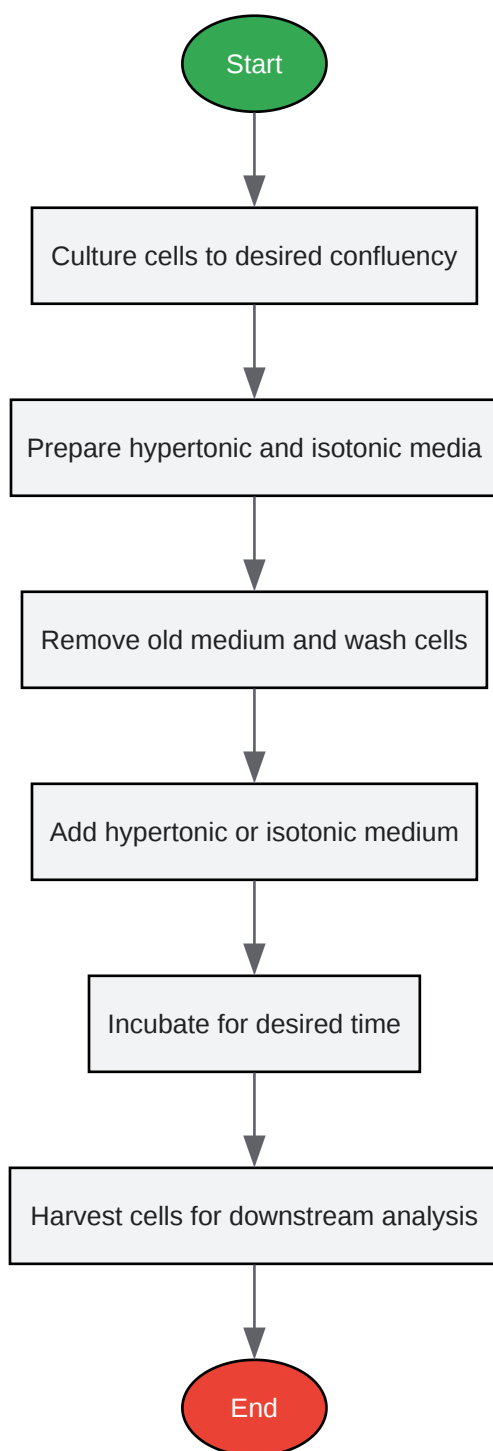 Start
Culture cells to desired confluency
Prepare hypertonic and isotonic media
Remove old medium and wash cells
Add hypertonic or isotonic medium
Incubate for desired time
Harvest cells for downstream analysis
End